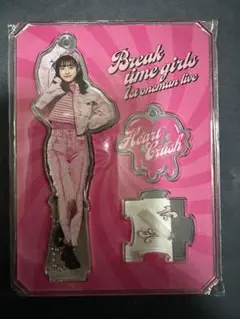 Break
time girls
1st oneman live
Heart
Crush